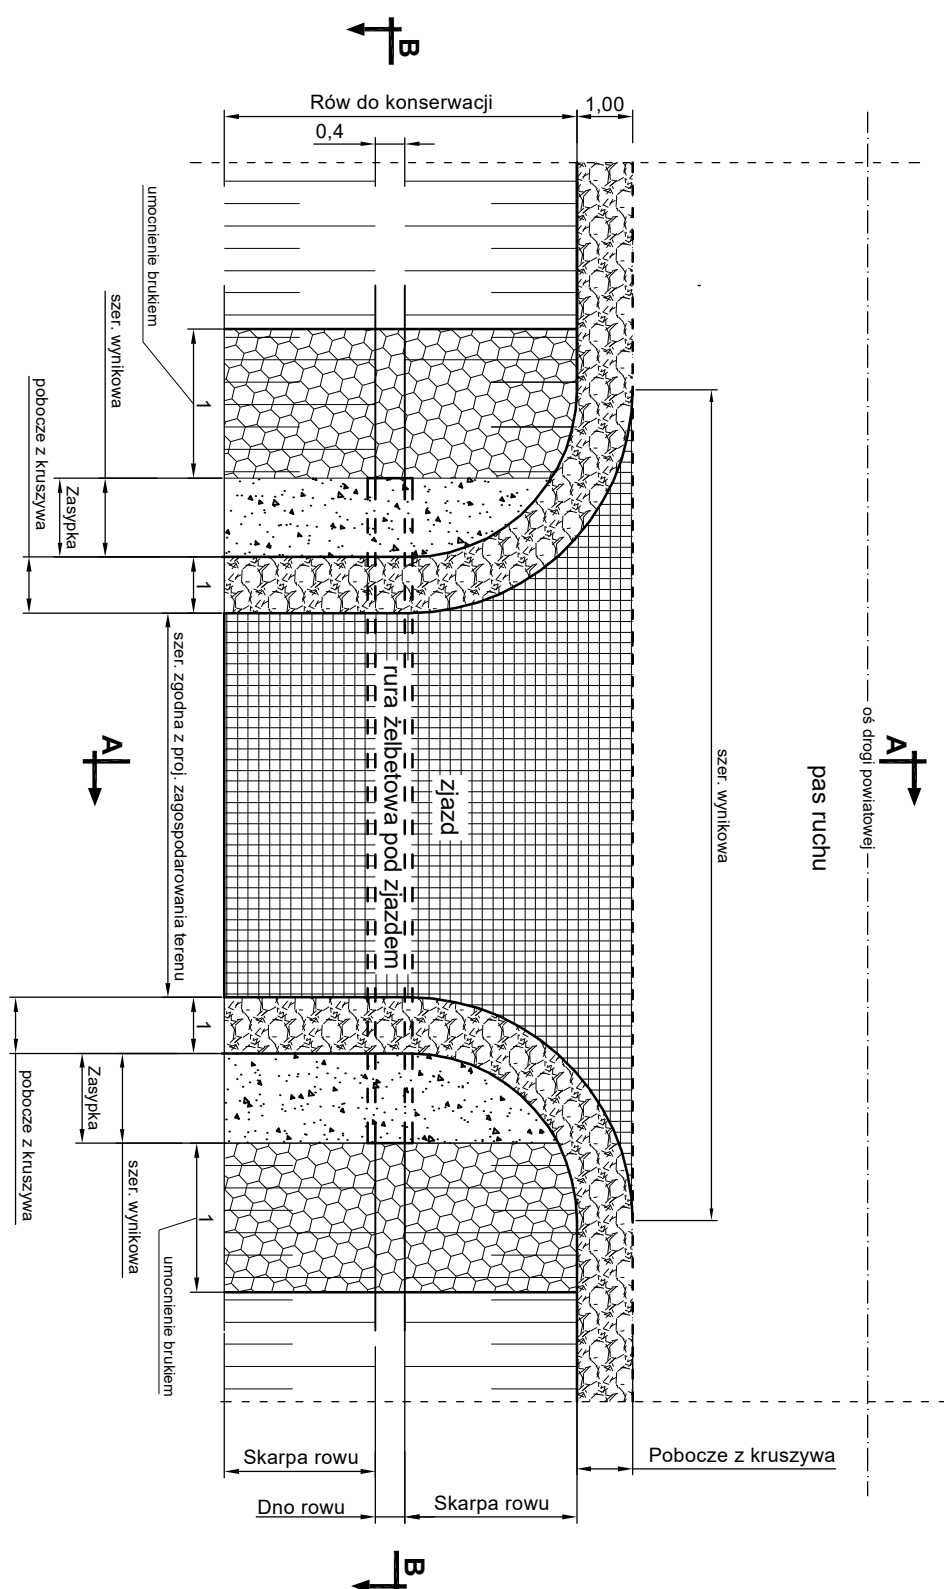 B
Rów do konserwacji
1,00
0,4
umocnienie brukiem
szer. wynikowa
pobocze z kruszywa
Zasypka
1
1
szer. zgodna z proj. zagospodarowania terenu
rura żelbetowa pod zjazdem
zjazd
szer. wynikowa
pas ruchu
oś drogi powiatowej
A
A
1
1
Zasypka
pobocze z kruszywa
szer. wynikowa
umocnienie brukiem
Skarpa rowu
Pobocze z kruszywa
Dno rowu
Skarpa rowu
B